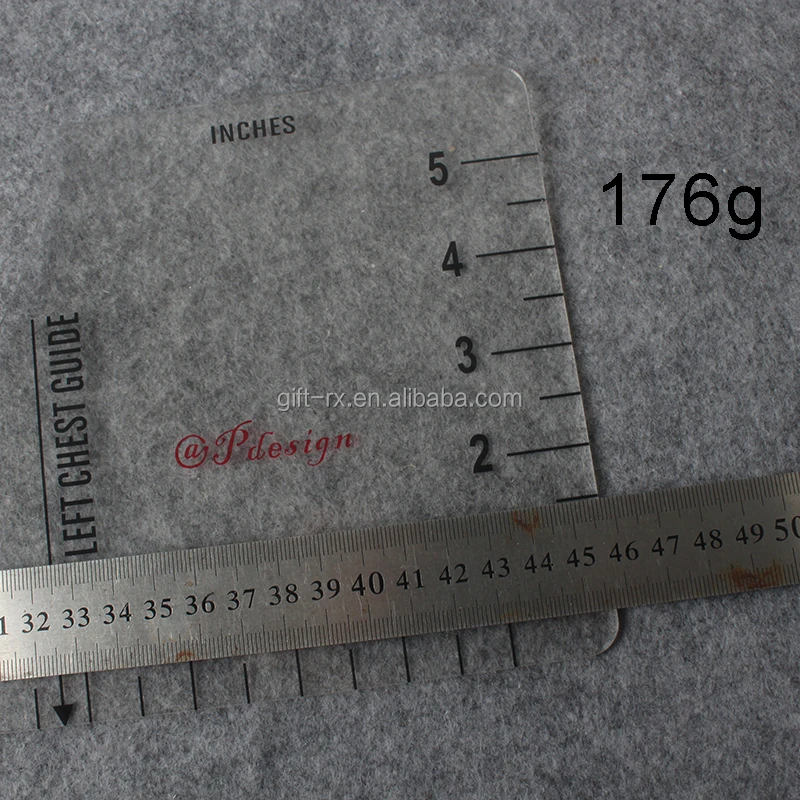 INCHES
5
176g
4
3
gift-rx.en.alibaba.com
LEFT CHEST GUIDE
@Pdesign
2
32 33 34 35 36 37 38 39 40 41 42 43 44 45 46 47 48 49 50